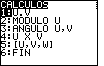 CALCULOS
1:U.V
2:MODULO U
3:ANGULO U,V
4:U X V
5:[U,V,W]
6:FIN